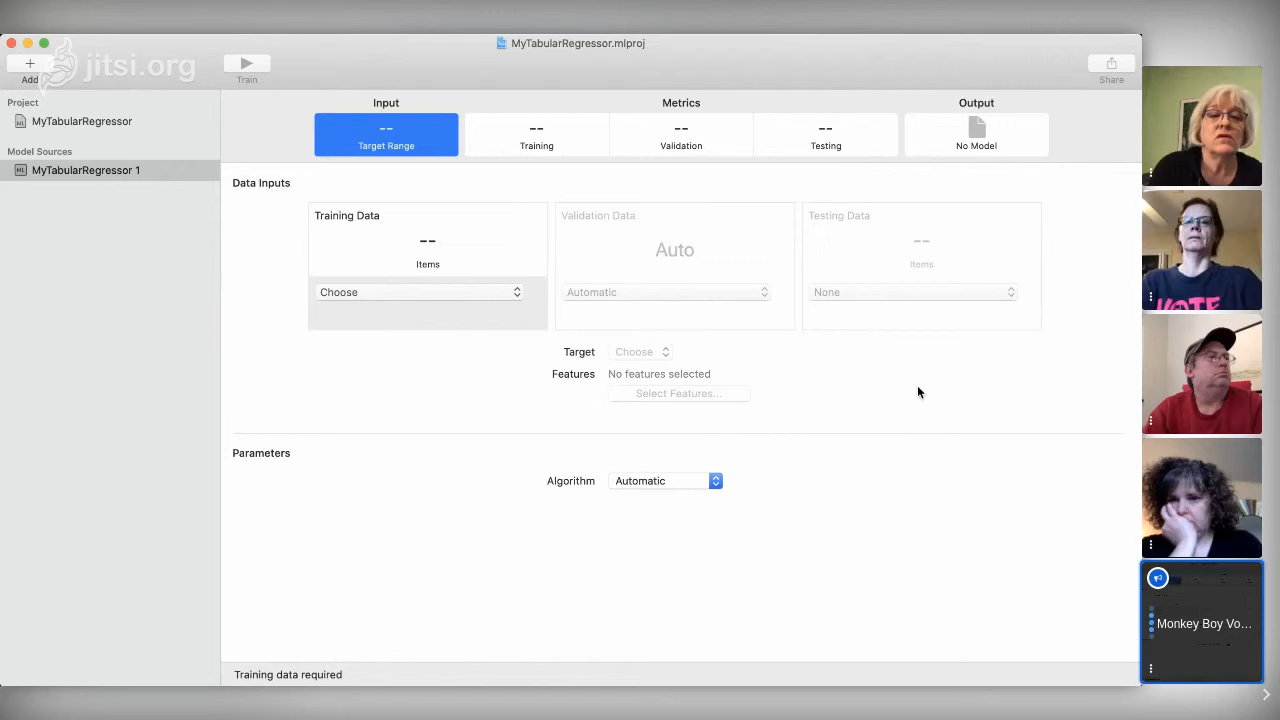 MyTabularRegressor.mlproj
jitsi.org
Add
Train
Share
Project
MyTabularRegressor
Model Sources
MyTabularRegressor 1
Input
Metrics
Output
-- Target Range
-- Training
-- Validation
-- Testing
No Model
Data Inputs
Training Data
--
Items
Choose
Validation Data
Auto
Automatic
Testing Data
--
Items
None
Target Choose
Features No features selected
Select Features...
Parameters
Algorithm Automatic
Training data required
VOTE
Monkey Boy Vo...